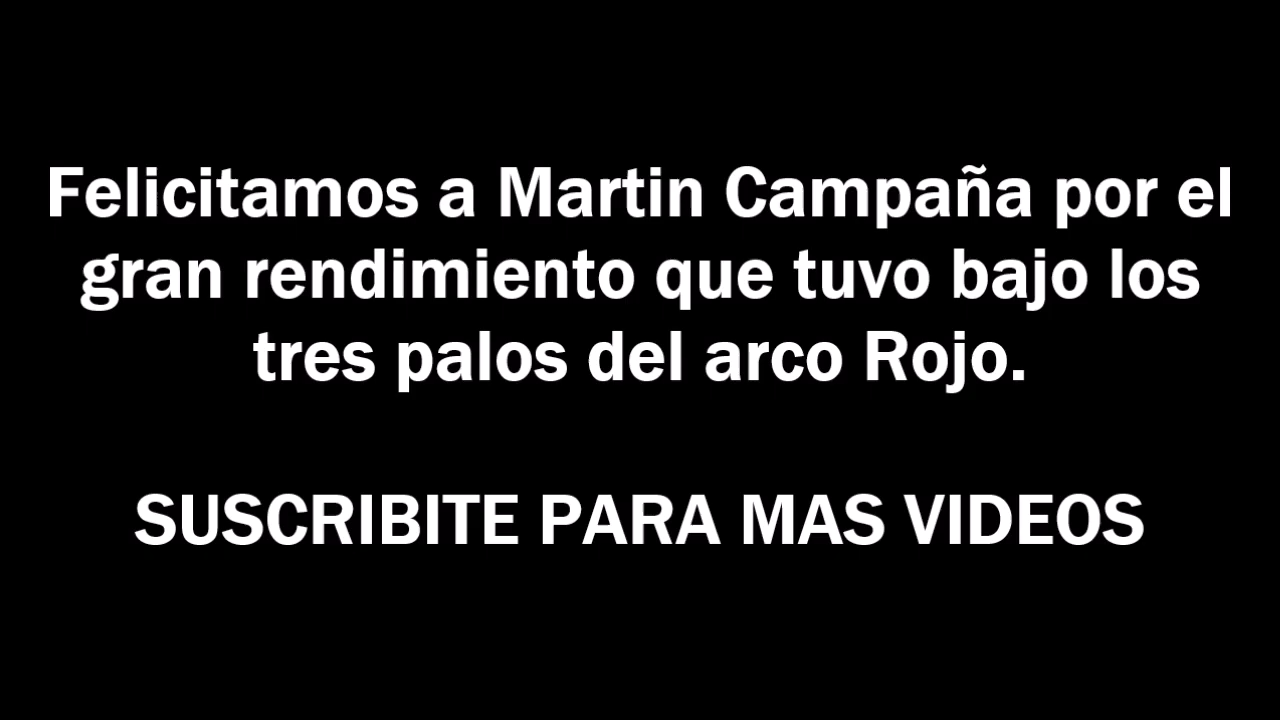 Felicitamos a Martin Campaña por el
gran rendimiento que tuvo bajo los
tres palos del arco Rojo.
SUSCRIBITE PARA MAS VIDEOS